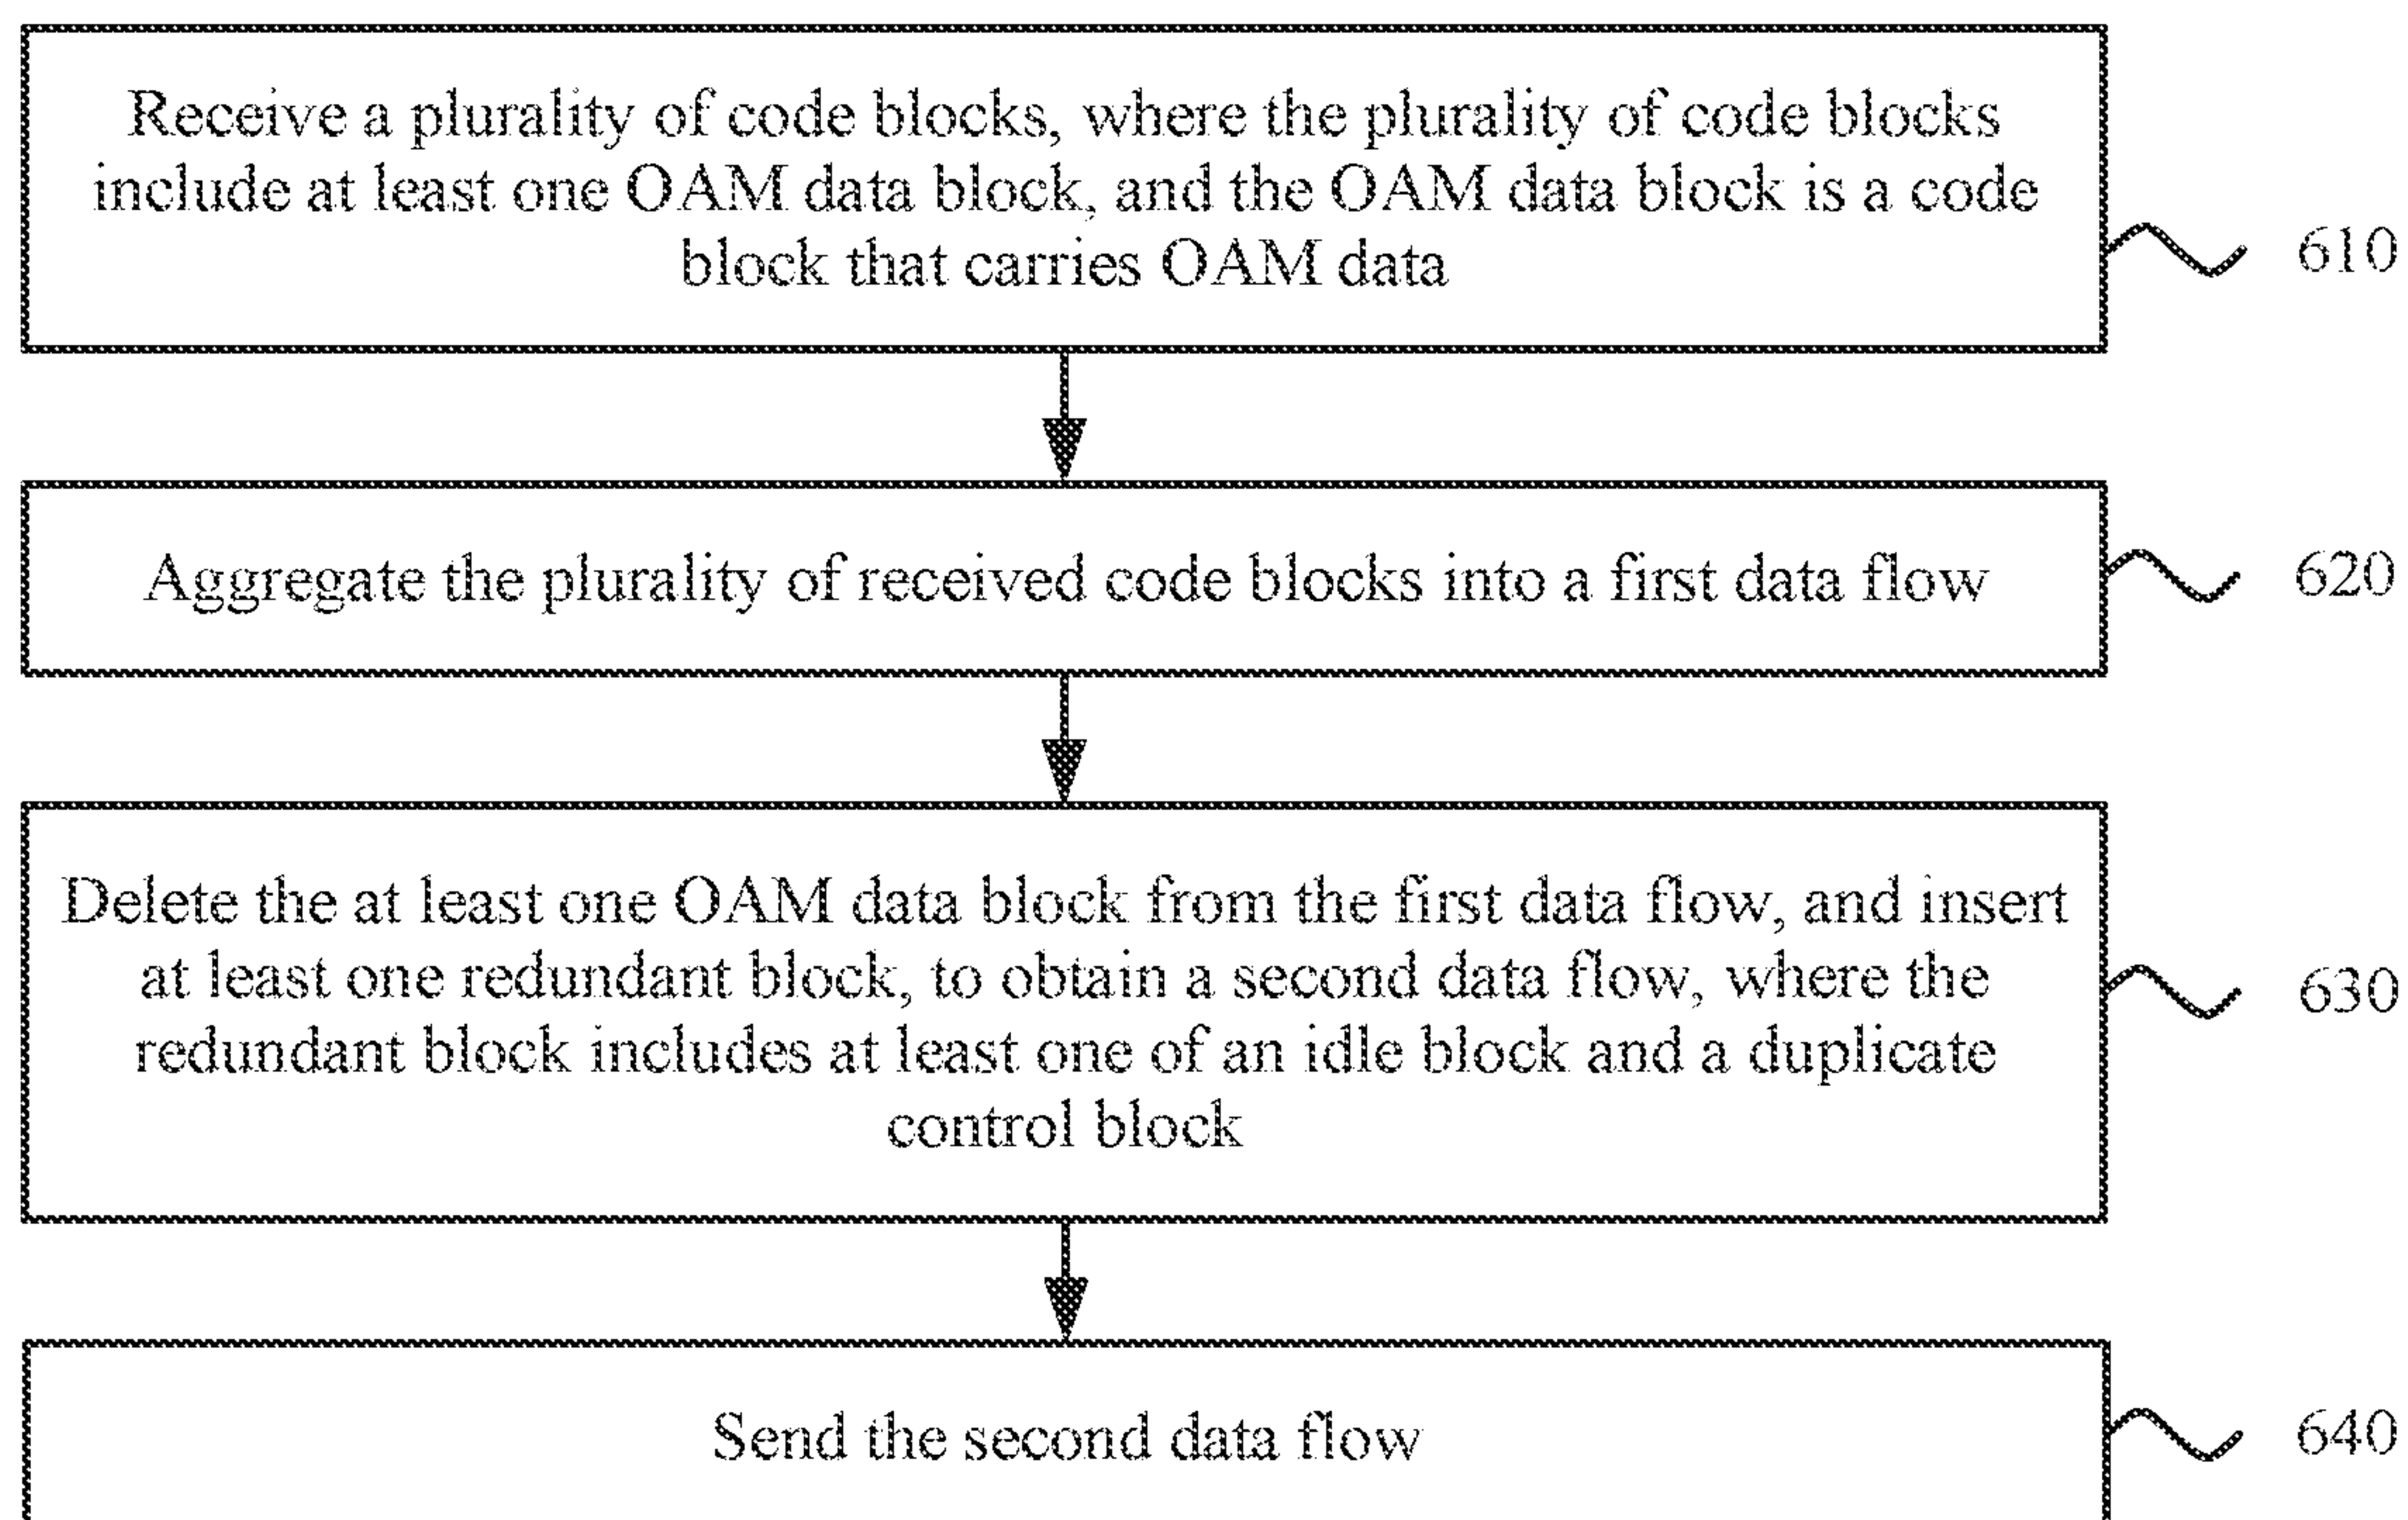 Receive a plurality of code blocks, where the plurality of code blocks
include at least one OAM data block, and the OAM data block is a code
block that carries OAM data
610
Aggregate the plurality of received code blocks into a first data flow
620
Delete the at least one OAM data block from the first data flow, and insert
at least one redundant block, to obtain a second data flow, where the
redundant block includes at least one of an idle block and a duplicate
control block
630
Send the second data flow
640